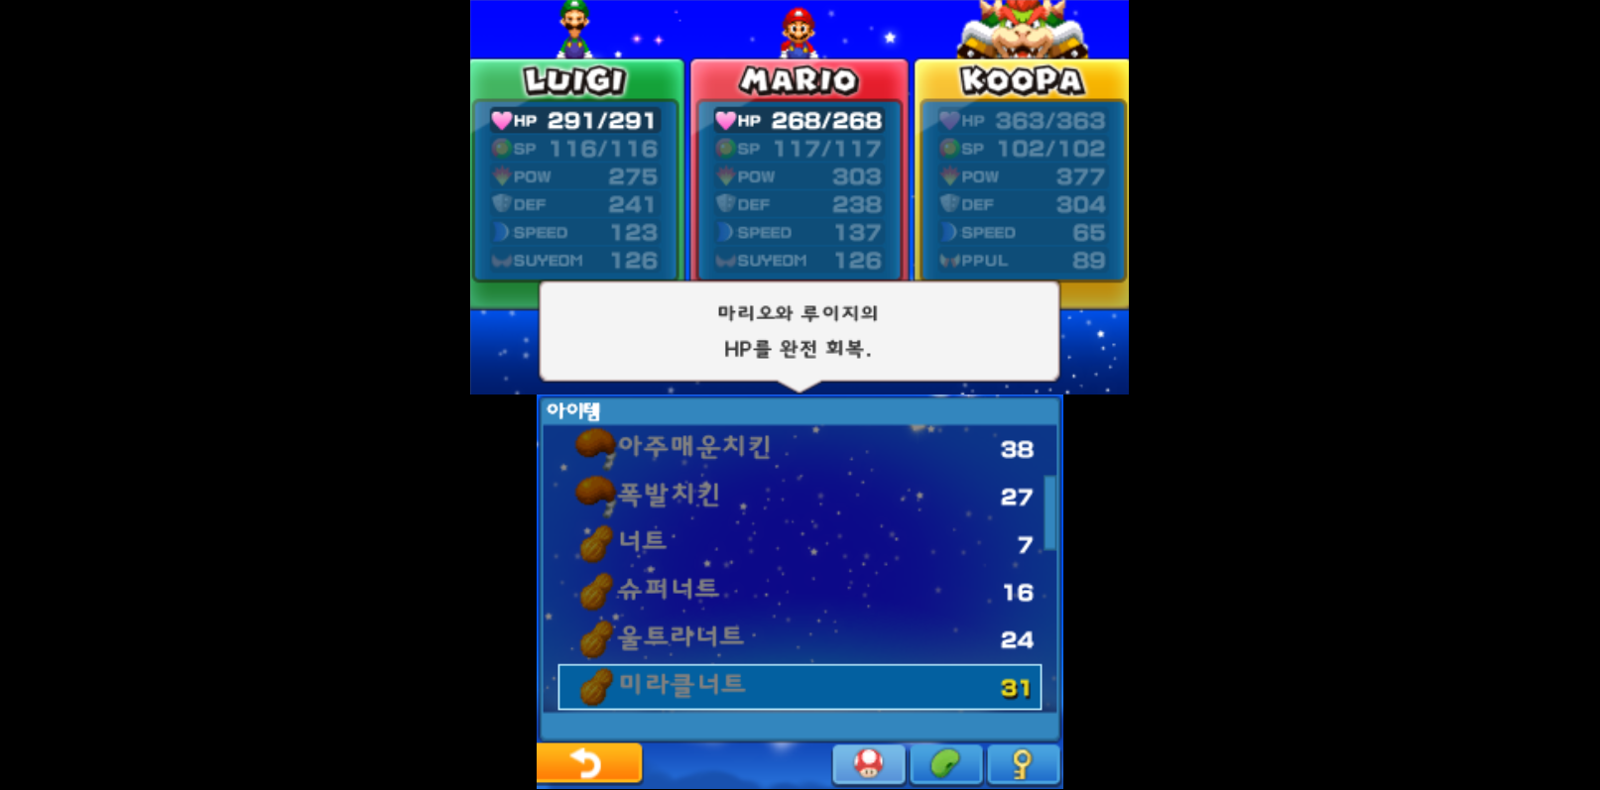 LUIGI
HP 291/291
SP 116/116
POW 275
DEF 241
SPEED 123
SUYEOM 126
MARIO
HP 268/268
SP 117/117
POW 303
DEF 238
SPEED 137
SUYEOM 126
KOOPA
HP 363/363
SP 102/102
POW 377
DEF 304
SPEED 65
PPUL 89
마리오와 루이지의
HP를 완전 회복.
아이템
아주매운치킨 38
폭발치킨 27
너트 7
슈퍼너트 16
울트라너트 24
미라클너트 31